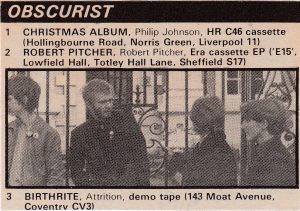 OBSCURIST
1 CHRISTMAS ALBUM, Philip Johnson, HR C46 cassette
(Hollingbourne Road, Norris Green, Liverpool 11)
2 ROBERT PITCHER, Robert Pitcher, Era cassette EP ('E15',
Lowfield Hall, Totley Hall Lane, Sheffield S17)
3 BIRTHRITE, Attrition, demo tape (143 Moat Avenue,
Coventry CV3)